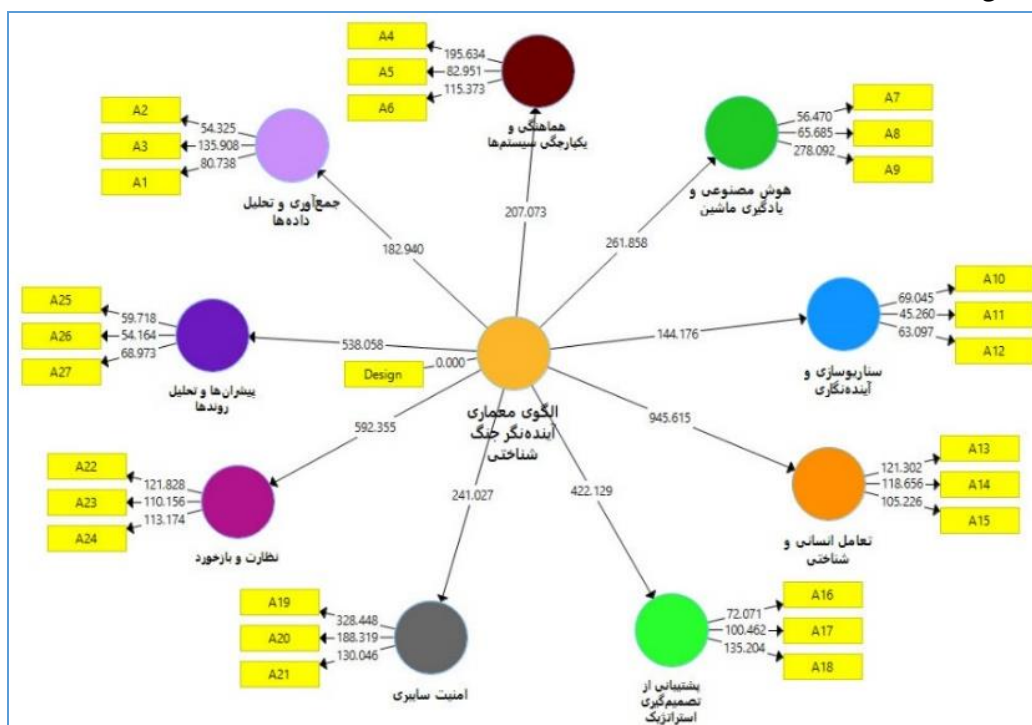 A4
195.634
A5
82.951
A6
115.373
هماهنگی و
یکپارچگی سیستم‌ها
207.073
A2
54.325
A3
135.908
A1
80.738
جمع‌آوری و تحلیل
داده‌ها
182.940
A7
56.470
A8
65.685
A9
278.092
هوش مصنوعی و
یادگیری ماشین
261.858
A10
69.045
A11
45.260
A12
63.097
سناریوسازی و
آینده‌نگاری
144.176
A25
59.718
A26
54.164
A27
68.973
پیشران‌ها و تحلیل
روندها
538.058
Design
0.000
الگوی معماری
آینده‌نگر جنگ
شناختی
A13
121.302
A14
118.656
A15
105.226
تعامل انسانی و
شناختی
945.615
A22
121.828
A23
110.156
A24
113.174
نظارت و بازخورد
592.355
A19
328.448
A20
188.319
A21
130.046
امنیت سایبری
241.027
A16
72.071
A17
100.462
A18
135.204
پشتیبانی از
تصمیم‌گیری
استراتژیک
422.129